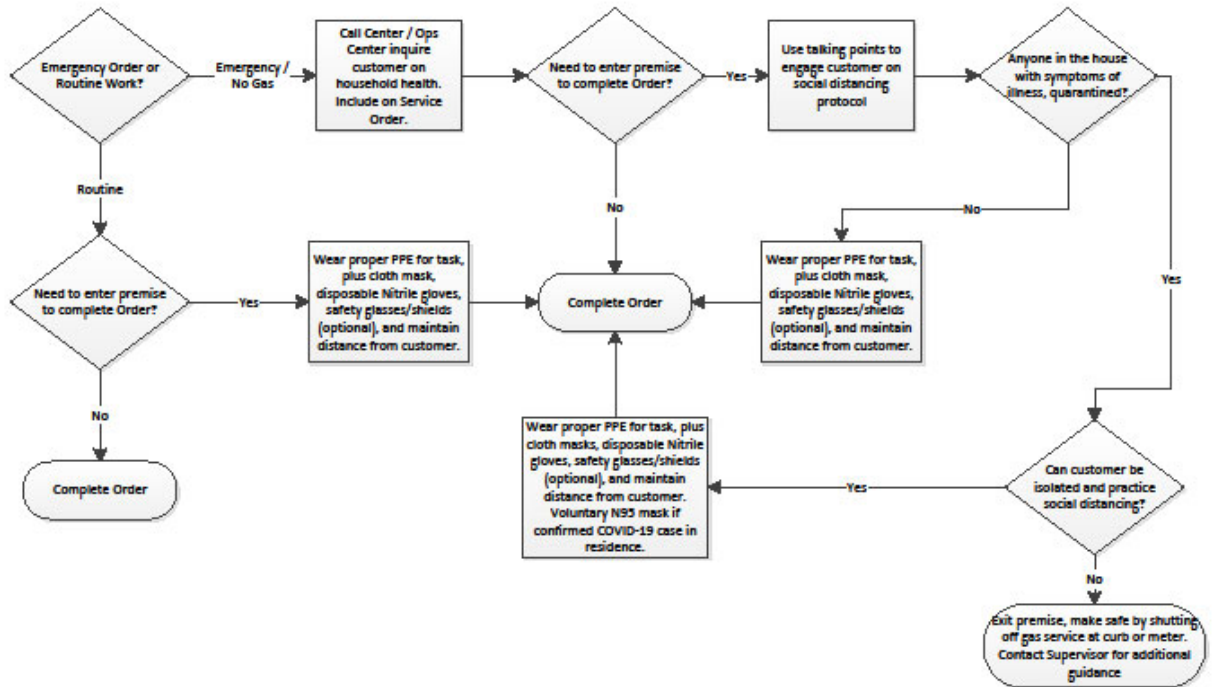 Emergency Order or
Routine Work?
Emergency /
No Gas
Call Center / Ops
Center inquire
customer on
household health.
Include on Service
Order.
Need to enter premise
to complete Order?
Yes
Use talking points to
engage customer on
social distancing
protocol
Anyone in the house
with symptoms of
illness, quarantined?
Routine
No
No
Yes
Need to enter premise
to complete Order?
Yes
Wear proper PPE for task,
plus cloth mask,
disposable Nitrile gloves,
safety glasses/shields
(optional), and maintain
distance from customer.
Complete Order
Wear proper PPE for task,
plus cloth mask,
disposable Nitrile gloves,
safety glasses/shields
(optional), and maintain
distance from customer.
No
Complete Order
Wear proper PPE for task, plus
cloth masks, disposable Nitrile
gloves, safety glasses/shields
(optional), and maintain
distance from customer.
Voluntary N95 mask if
confirmed COVID-19 case in
residence.
Yes
Can customer be
isolated and practice
social distancing?
No
Exit premise, make safe by shutting
off gas service at curb or meter.
Contact Supervisor for additional
guidance